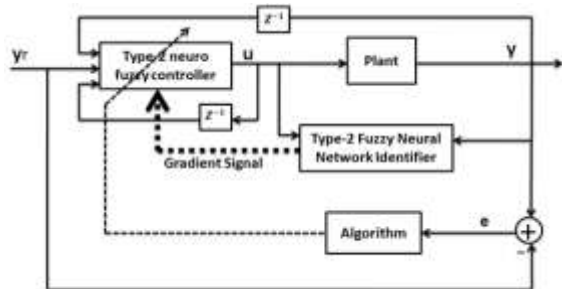 Z⁻¹
yr
Type-2 neuro
fuzzy controller
u
Plant
y
Z⁻¹
Type-2 Fuzzy Neural
Network Identifier
Gradient Signal
Algorithm
e
+
−